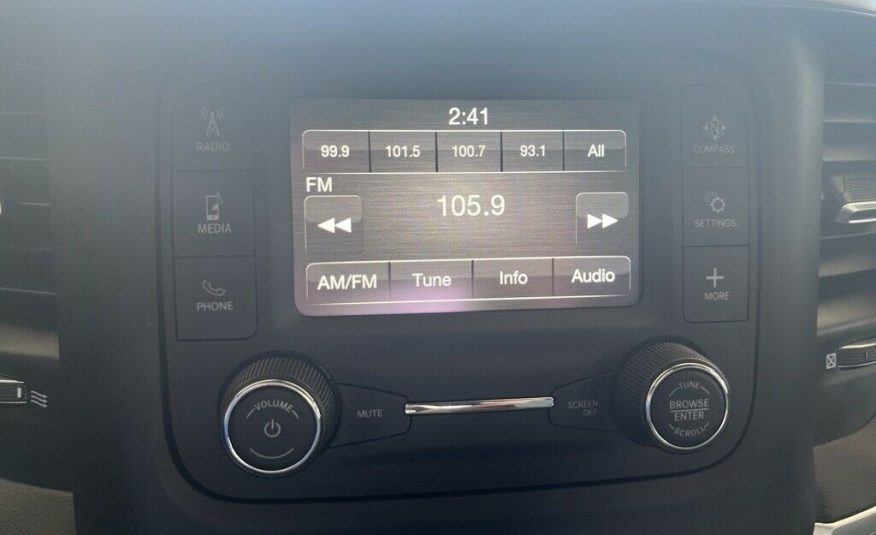 2:41
99.9 101.5 100.7 93.1 All
FM
105.9
AM/FM Tune Info Audio
RADIO
MEDIA
PHONE
COMPASS
SETTINGS
MORE
VOLUME
MUTE
SCREEN
OFF
TUNE
BROWSE
ENTER
SCROLL